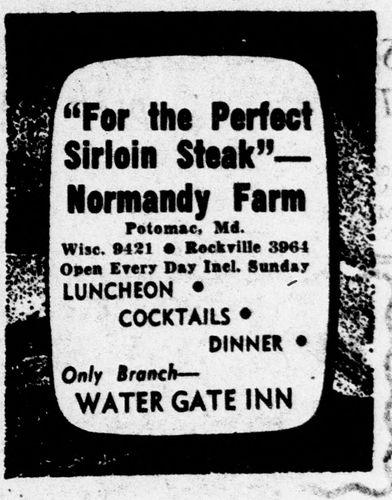 "For the Perfect
Sirloin Steak"—
Normandy Farm
Potomac, Md.
Wisc. 9421 ● Rockville 3964
Open Every Day Incl. Sunday
LUNCHEON ●
COCKTAILS ●
DINNER ●
Only Branch—
WATER GATE INN